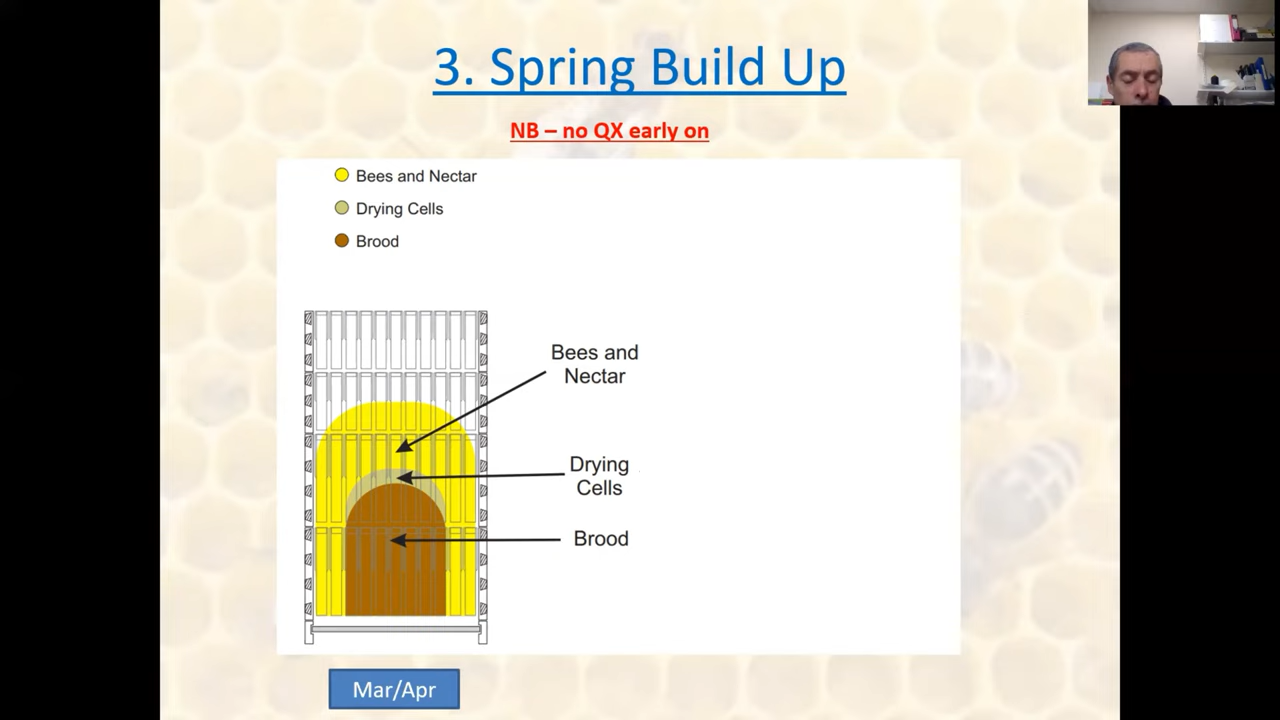 3. Spring Build Up
NB – no QX early on
Bees and Nectar
Drying Cells
Brood
Bees and
Nectar
Drying
Cells
Brood
Mar/Apr